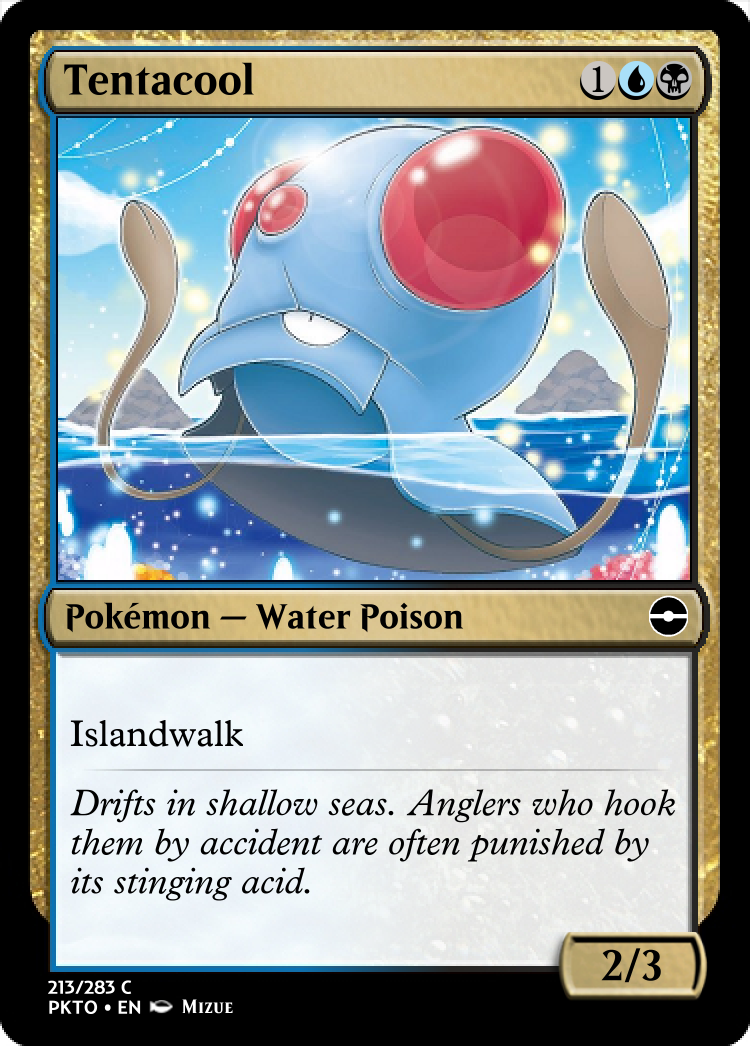 Tentacool 1
Pokémon — Water Poison
Islandwalk
Drifts in shallow seas. Anglers who hook
them by accident are often punished by
its stinging acid.
2/3
213/283 C
PKTO • EN Mizue